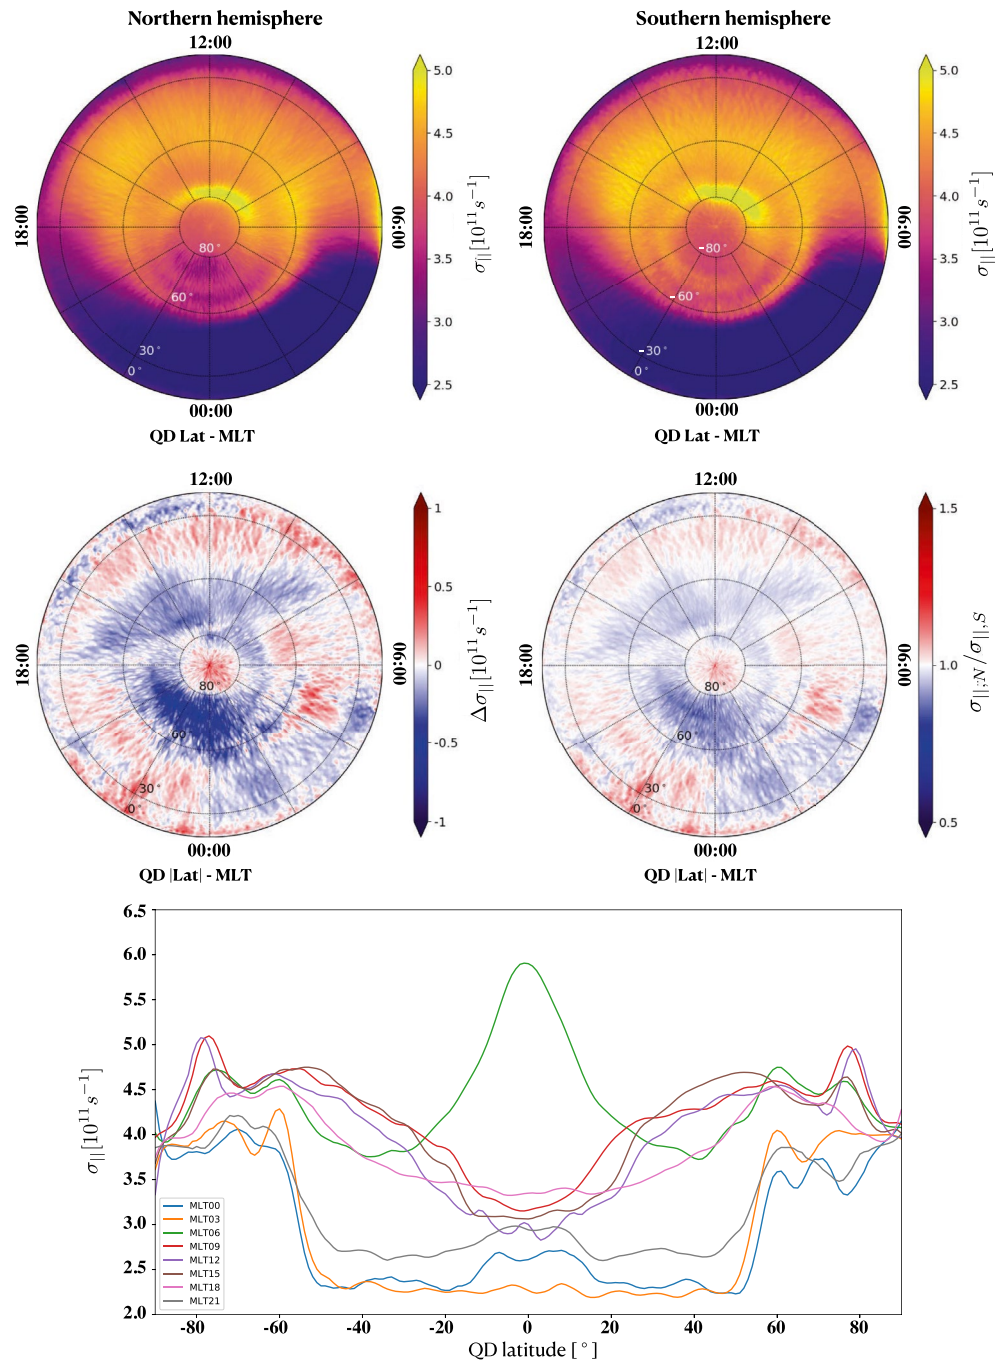 Northern hemisphere
Southern hemisphere
12:00
12:00
18:00
06:00
18:00
06:00
5.0
4.5
4.0
3.5
3.0
2.5
σ||[10¹¹s⁻¹]
5.0
4.5
4.0
3.5
3.0
2.5
σ||[10¹¹s⁻¹]
80°
60°
30°
0°
-80°
-60°
-30°
0°
00:00
00:00
QD Lat - MLT
QD Lat - MLT
12:00
12:00
18:00
06:00
18:00
06:00
1
0.5
0
-0.5
-1
Δσ||[10¹¹s⁻¹]
1.5
1.0
0.5
σ||,N/σ||,S
80°
60
30°
0°
80°
60
30°
0°
00:00
00:00
QD |Lat| - MLT
QD |Lat| - MLT
6.5
6.0
5.5
5.0
4.5
4.0
3.5
3.0
2.5
2.0
σ||[10¹¹s⁻¹]
MLT00
MLT03
MLT06
MLT09
MLT12
MLT15
MLT18
MLT21
-80 -60 -40 -20 0 20 40 60 80
QD latitude [°]